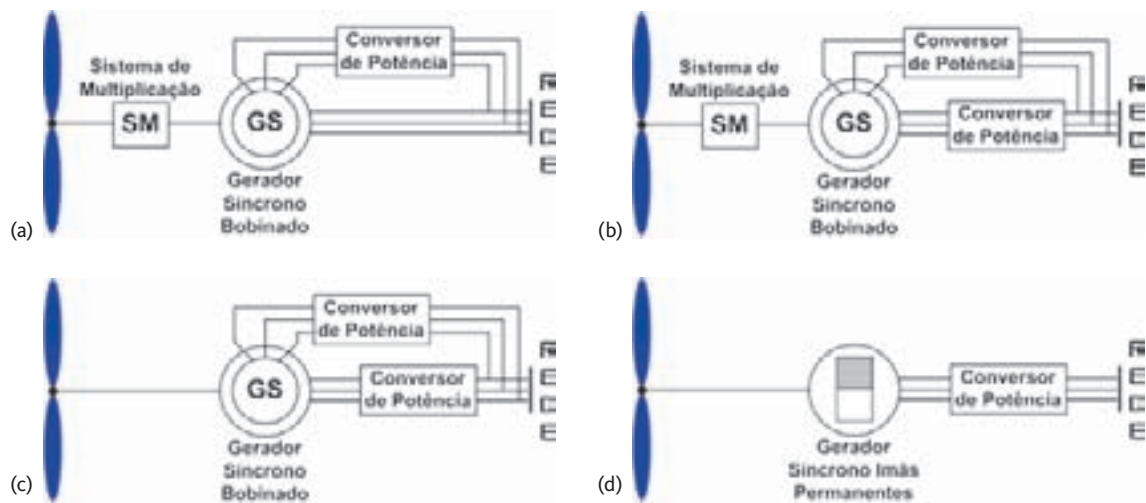 Conversor
de Potência
Sistema de
Multiplicação
SM
GS
Gerador
Síncrono
Bobinado
(a)
Conversor
de Potência
Sistema de
Multiplicação
SM
GS
Conversor
de Potência
Gerador
Síncrono
Bobinado
(b)
Conversor
de Potência
GS
Conversor
de Potência
Gerador
Síncrono
Bobinado
(c)
Conversor
de Potência
Gerador
Síncrono Imãs
Permanentes
(d)